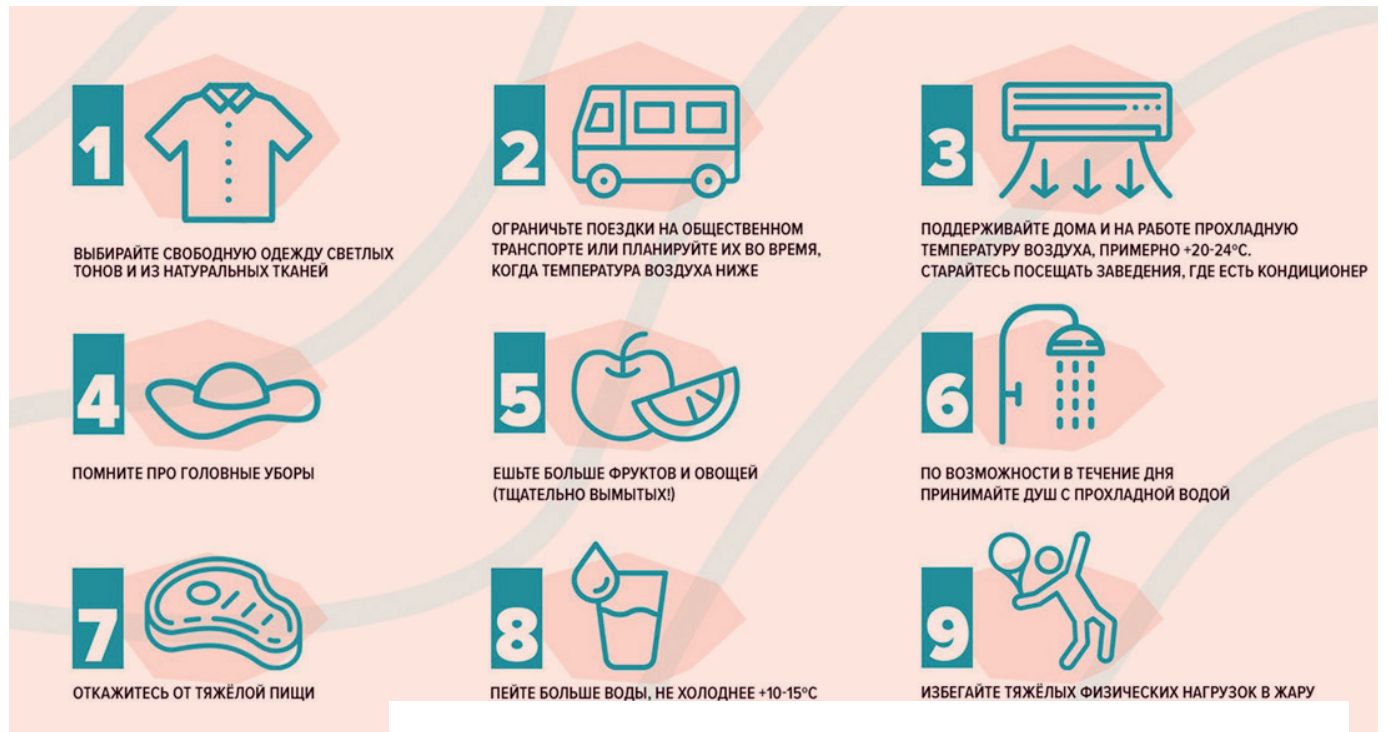 1
ВЫБИРАЙТЕ СВОБОДНУЮ ОДЕЖДУ СВЕТЛЫХ
ТОНОВ И ИЗ НАТУРАЛЬНЫХ ТКАНЕЙ
2
ОГРАНИЧЬТЕ ПОЕЗДКИ НА ОБЩЕСТВЕННОМ
ТРАНСПОРТЕ ИЛИ ПЛАНИРУЙТЕ ИХ ВО ВРЕМЯ,
КОГДА ТЕМПЕРАТУРА ВОЗДУХА НИЖЕ
3
ПОДДЕРЖИВАЙТЕ ДОМА И НА РАБОТЕ ПРОХЛАДНУЮ
ТЕМПЕРАТУРУ ВОЗДУХА, ПРИМЕРНО +20-24°С.
СТАРАЙТЕСЬ ПОСЕЩАТЬ ЗАВЕДЕНИЯ, ГДЕ ЕСТЬ КОНДИЦИОНЕР
4
ПОМНИТЕ ПРО ГОЛОВНЫЕ УБОРЫ
5
ЕШЬТЕ БОЛЬШЕ ФРУКТОВ И ОВОЩЕЙ
(ТЩАТЕЛЬНО ВЫМЫТЫХ!)
6
ПО ВОЗМОЖНОСТИ В ТЕЧЕНИЕ ДНЯ
ПРИНИМАЙТЕ ДУШ С ПРОХЛАДНОЙ ВОДОЙ
7
ОТКАЖИТЕСЬ ОТ ТЯЖЁЛОЙ ПИЩИ
8
ПЕЙТЕ БОЛЬШЕ ВОДЫ, НЕ ХОЛОДНЕЕ +10-15°С
9
ИЗБЕГАЙТЕ ТЯЖЁЛЫХ ФИЗИЧЕСКИХ НАГРУЗОК В ЖАРУ